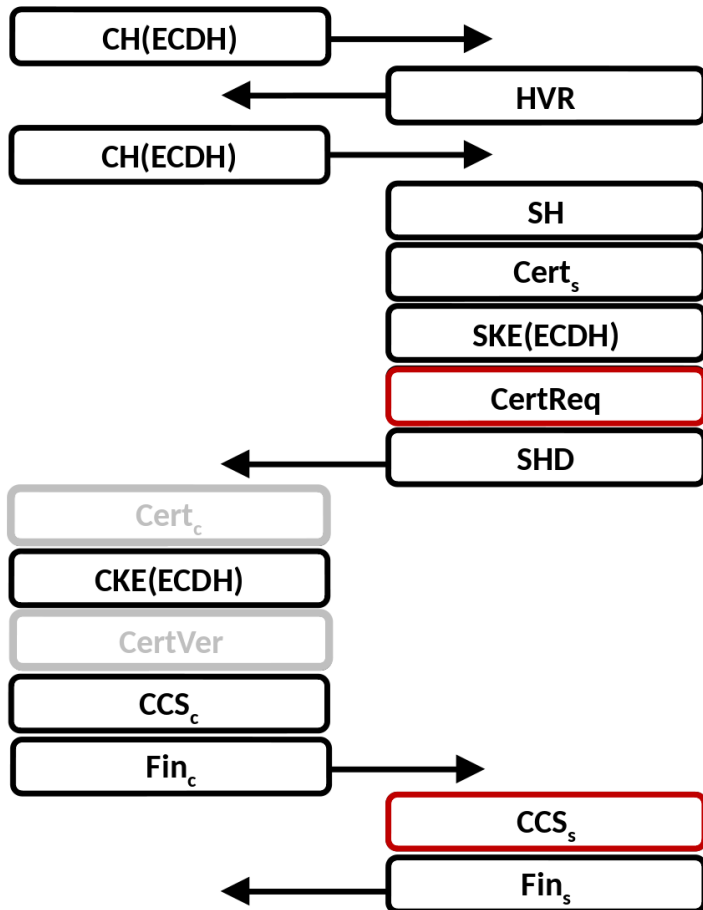 CH(ECDH)
HVR
CH(ECDH)
SH
Certs
SKE(ECDH)
CertReq
SHD
Certc
CKE(ECDH)
CertVer
CCSc
Finc
CCSs
Fins